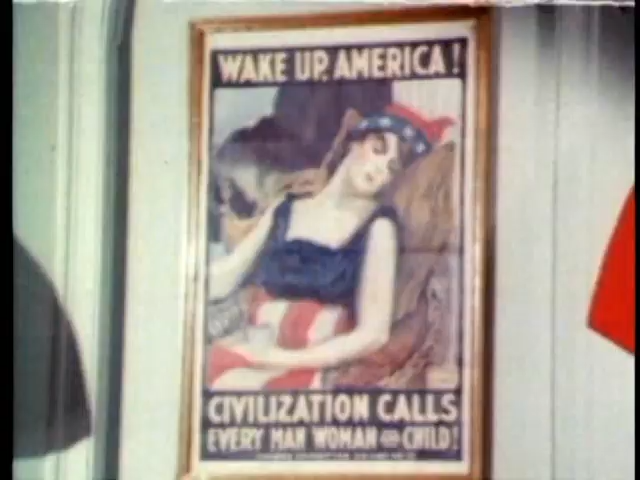 WAKE UP, AMERICA!
CIVILIZATION CALLS
EVERY MAN WOMAN AND CHILD!